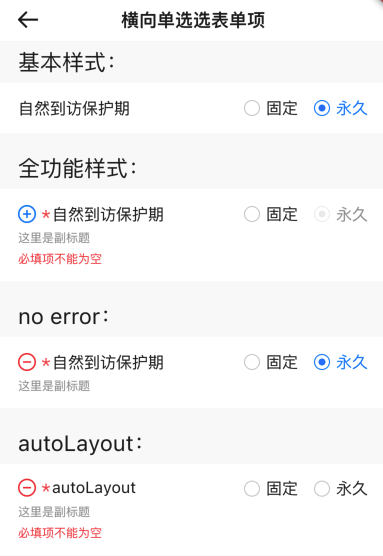 横向单选选表单项
基本样式：
自然到访保护期 固定 永久
全功能样式：
*自然到访保护期 固定 永久
这里是副标题
必填项不能为空
no error：
*自然到访保护期 固定 永久
这里是副标题
autoLayout：
*autoLayout 固定 永久
这里是副标题
必填项不能为空